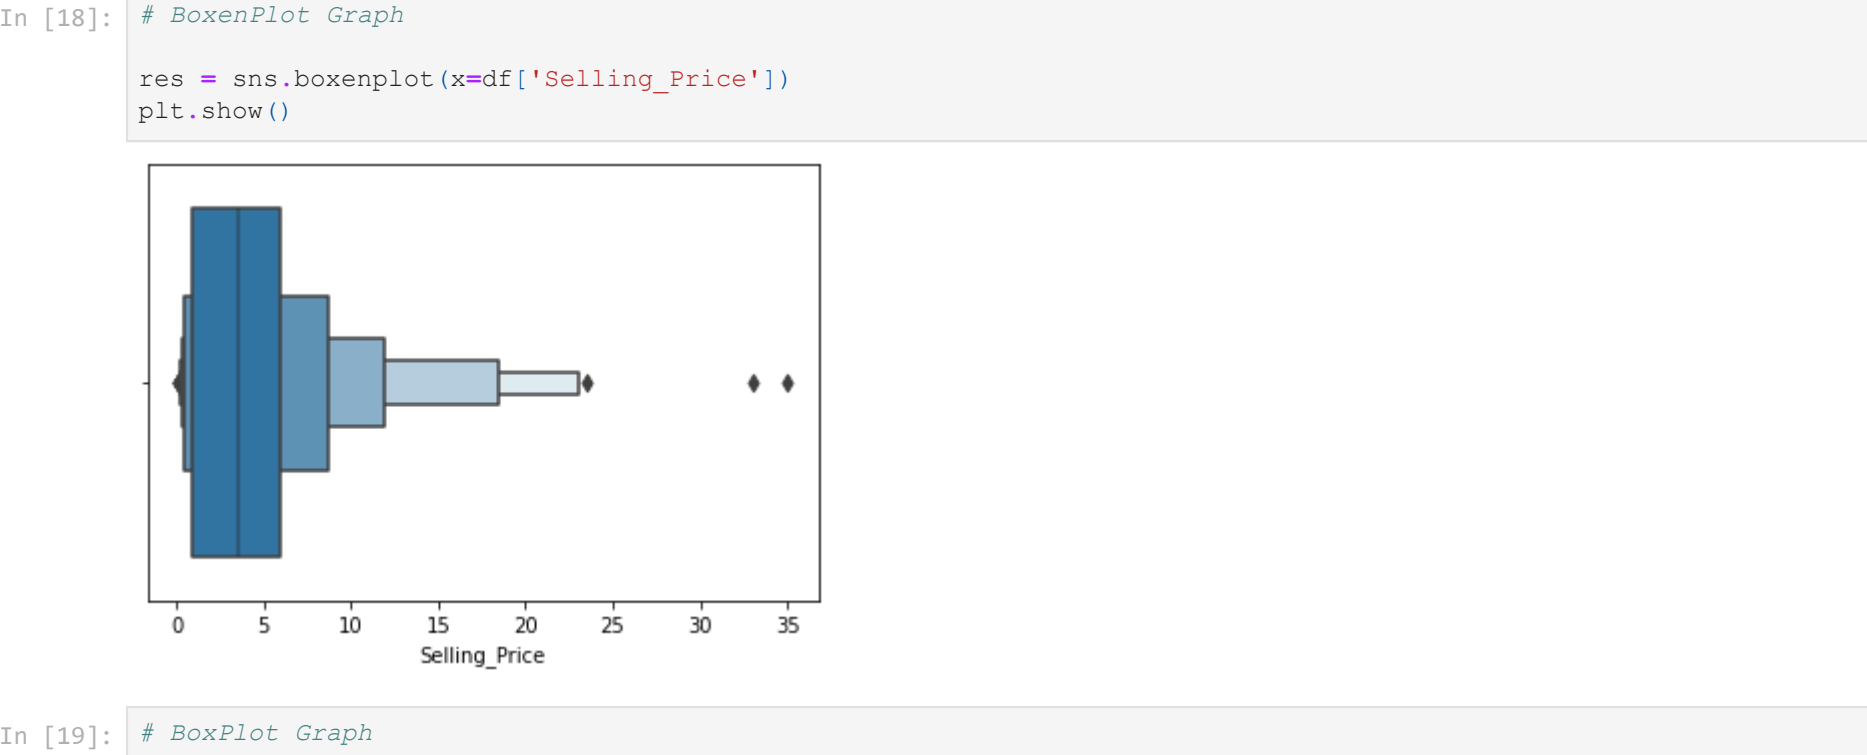 In [18]:
# BoxenPlot Graph
res = sns.boxenplot(x=df['Selling_Price'])
plt.show()
0 5 10 15 20 25 30 35
Selling_Price
In [19]:
# BoxPlot Graph